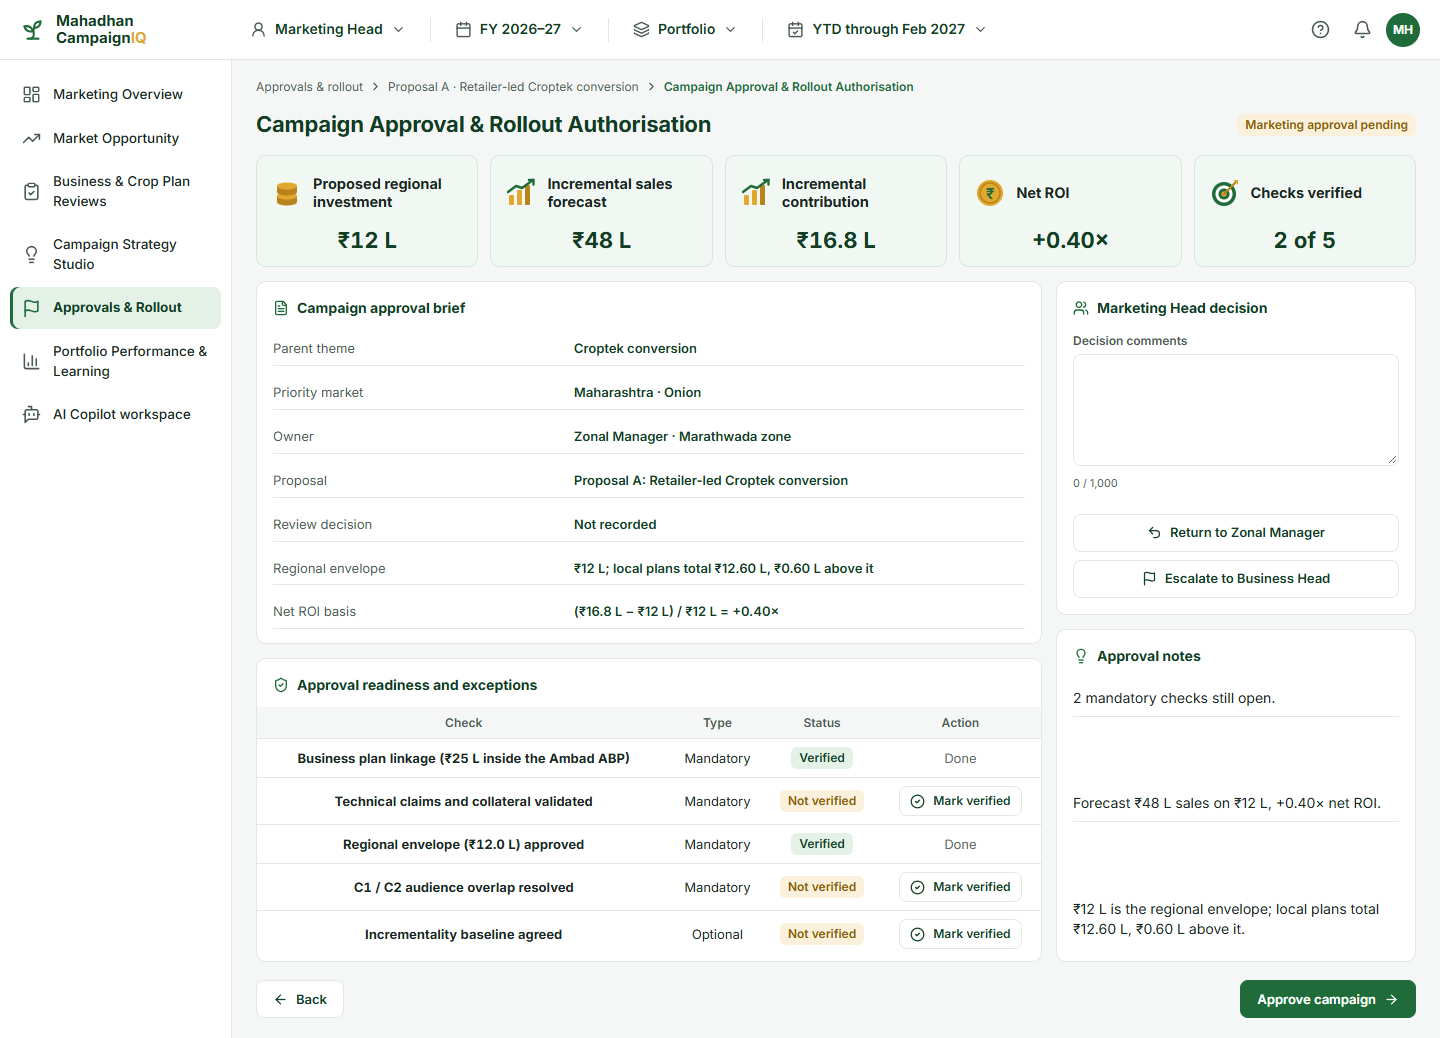 Mahadhan
CampaignIQ
Marketing Head
FY 2026–27
Portfolio
YTD through Feb 2027
MH
Marketing Overview
Market Opportunity
Business & Crop Plan
Reviews
Campaign Strategy
Studio
Approvals & Rollout
Portfolio Performance &
Learning
AI Copilot workspace
Approvals & rollout > Proposal A · Retailer-led Croptek conversion > Campaign Approval & Rollout Authorisation
Campaign Approval & Rollout Authorisation
Marketing approval pending
Proposed regional
investment
₹12 L
Incremental sales
forecast
₹48 L
Incremental
contribution
₹16.8 L
Net ROI
+0.40×
Checks verified
2 of 5
Campaign approval brief
Parent theme Croptek conversion
Priority market Maharashtra · Onion
Owner Zonal Manager · Marathwada zone
Proposal Proposal A: Retailer-led Croptek conversion
Review decision Not recorded
Regional envelope ₹12 L; local plans total ₹12.60 L, ₹0.60 L above it
Net ROI basis (₹16.8 L − ₹12 L) / ₹12 L = +0.40×
Marketing Head decision
Decision comments
0 / 1,000
Return to Zonal Manager
Escalate to Business Head
Approval readiness and exceptions
Check Type Status Action
Business plan linkage (₹25 L inside the Ambad ABP) Mandatory Verified Done
Technical claims and collateral validated Mandatory Not verified Mark verified
Regional envelope (₹12.0 L) approved Mandatory Verified Done
C1 / C2 audience overlap resolved Mandatory Not verified Mark verified
Incrementality baseline agreed Optional Not verified Mark verified
Approval notes
2 mandatory checks still open.
Forecast ₹48 L sales on ₹12 L, +0.40× net ROI.
₹12 L is the regional envelope; local plans total
₹12.60 L, ₹0.60 L above it.
Back
Approve campaign